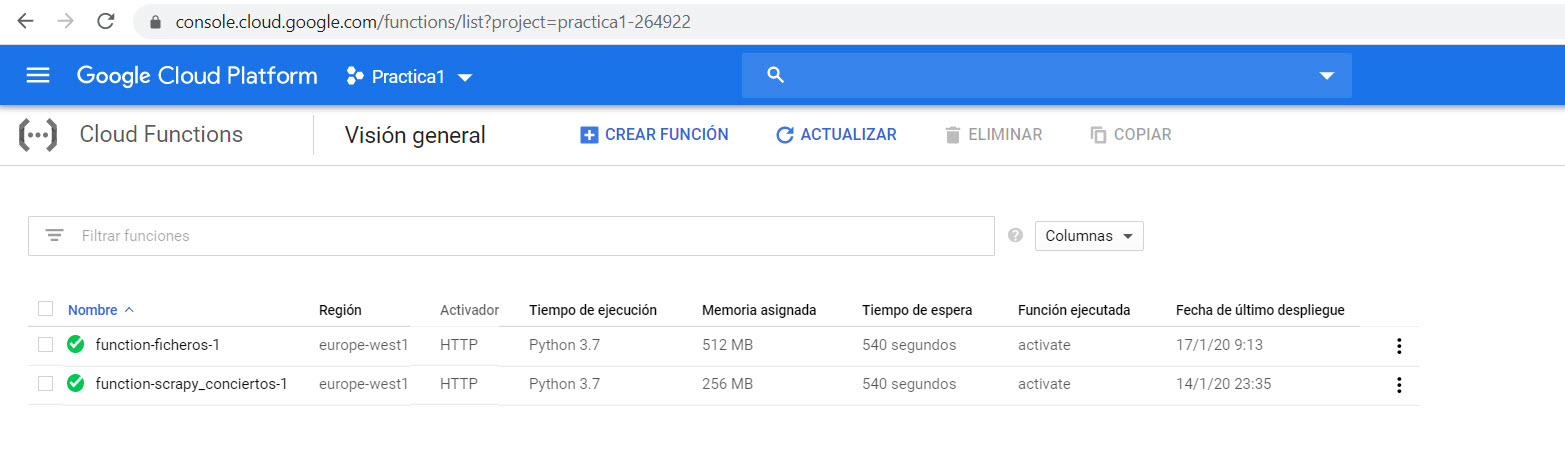 console.cloud.google.com/functions/list?project=practica1-264922
Google Cloud Platform Practica1
Cloud Functions Visión general CREAR FUNCIÓN ACTUALIZAR ELIMINAR COPIAR
Filtrar funciones ? Columnas
Nombre Región Activador Tiempo de ejecución Memoria asignada Tiempo de espera Función ejecutada Fecha de último despliegue
function-ficheros-1 europe-west1 HTTP Python 3.7 512 MB 540 segundos activate 17/1/20 9:13
function-scrapy_conciertos-1 europe-west1 HTTP Python 3.7 256 MB 540 segundos activate 14/1/20 23:35